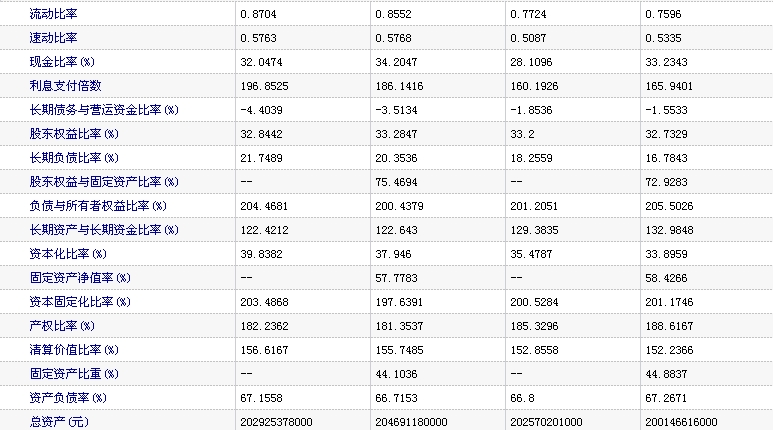 流动比率 0.8704 0.8552 0.7724 0.7596
速动比率 0.5763 0.5768 0.5087 0.5335
现金比率(%) 32.0474 34.2047 28.1096 33.2343
利息支付倍数 196.8525 186.1416 160.1926 165.9401
长期债务与营运资金比率(%) -4.4039 -3.5134 -1.8536 -1.5533
股东权益比率(%) 32.8442 33.2847 33.2 32.7329
长期负债比率(%) 21.7489 20.3536 18.2559 16.7843
股东权益与固定资产比率(%) -- 75.4694 -- 72.9283
负债与所有者权益比率(%) 204.4681 200.4379 201.2051 205.5026
长期资产与长期资金比率(%) 122.4212 122.643 129.3835 132.9848
资本化比率(%) 39.8382 37.946 35.4787 33.8959
固定资产净值率(%) -- 57.7783 -- 58.4266
资本固定化比率(%) 203.4868 197.6391 200.5284 201.1746
产权比率(%) 182.2362 181.3537 185.3296 188.6167
清算价值比率(%) 156.6167 155.7485 152.8558 152.2366
固定资产比重(%) -- 44.1036 -- 44.8837
资产负债率(%) 67.1558 66.7153 66.8 67.2671
总资产(元) 202925378000 204691180000 202570201000 200146616000